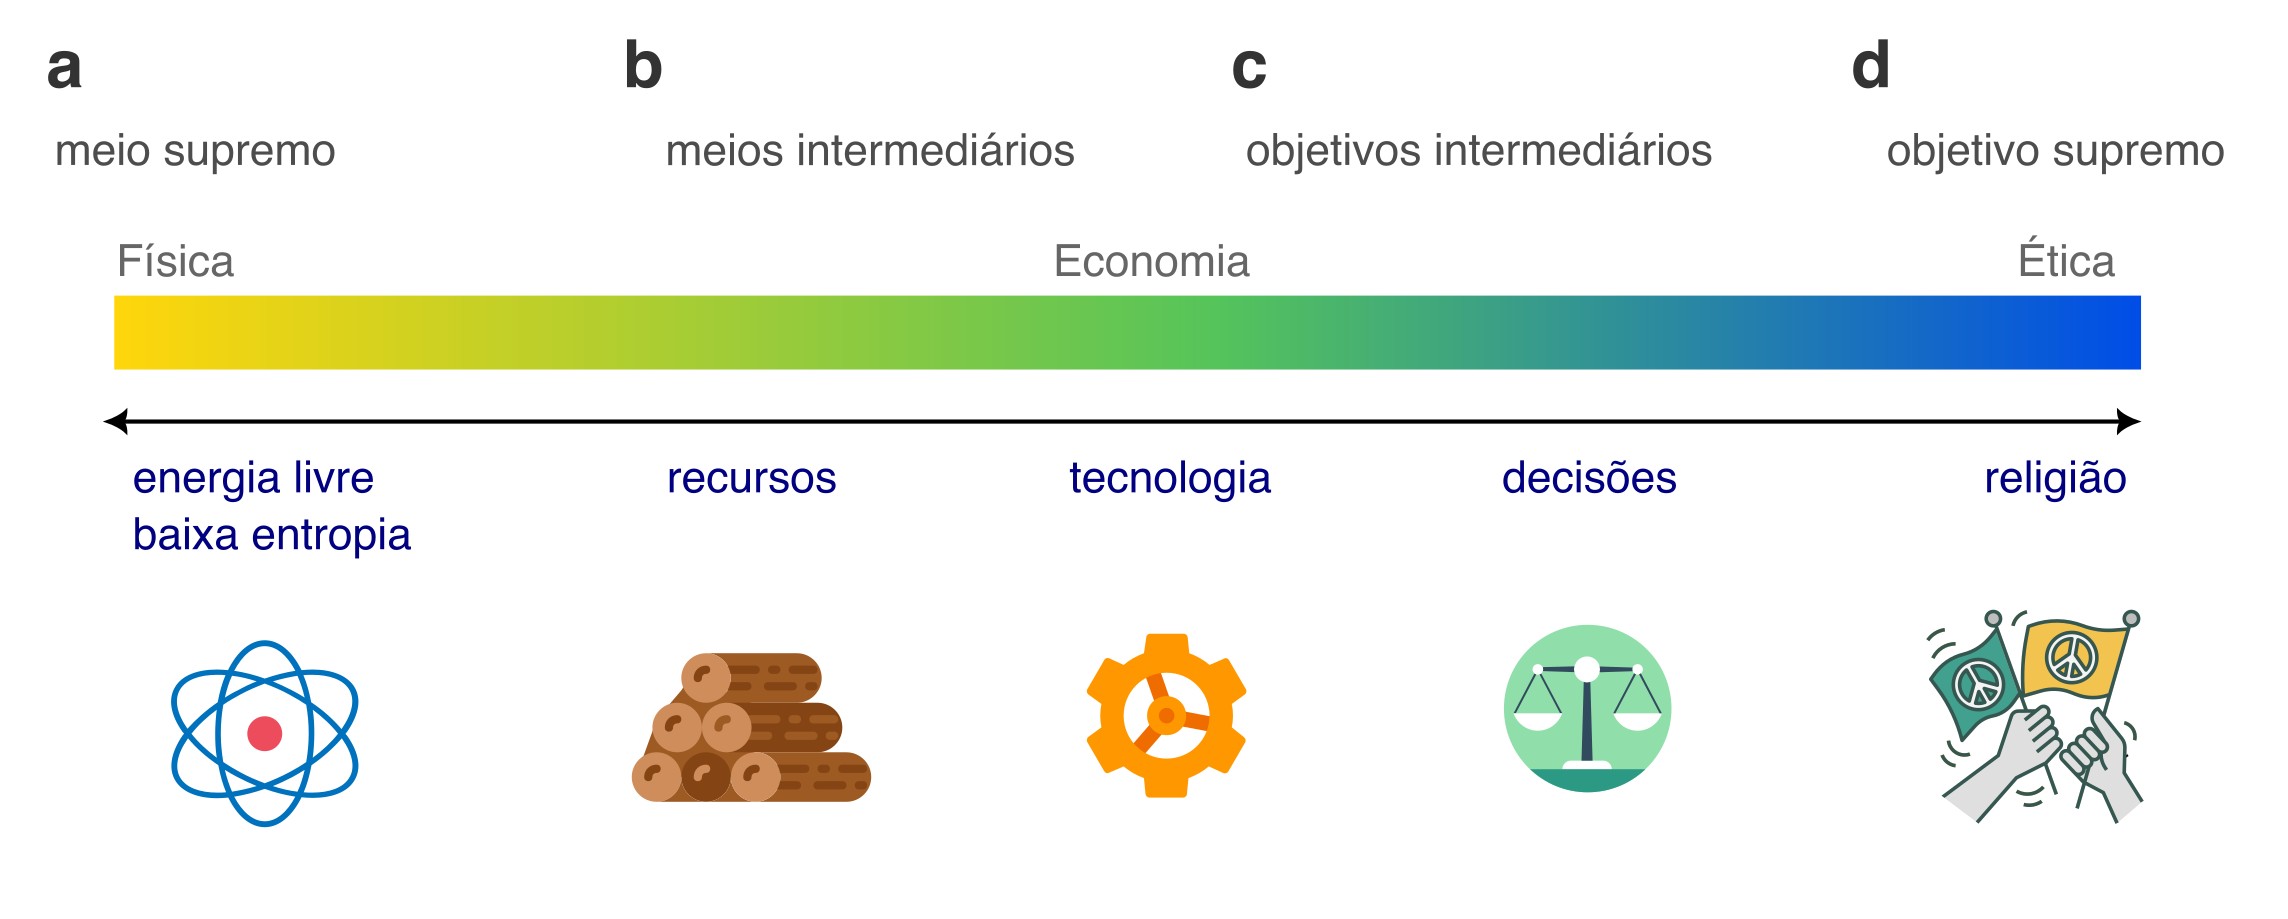 a
b
c
d
meio supremo
meios intermediários
objetivos intermediários
objetivo supremo
Física
Economia
Ética
energia livre
baixa entropia
recursos
tecnologia
decisões
religião